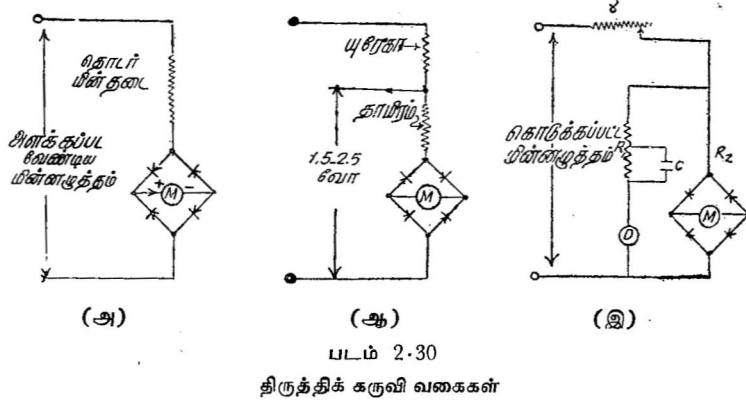 தொடர்
மின்தடை
அளக்கப்பட
வேண்டிய
மின்னழுத்தம்
+ M -
(அ)
யுரேகா
தாமிரம்
1.5-2.5
வோ
M
(ஆ)
γ
கொடுக்கப்பட்ட
மின்னழுத்தம்
R
C
R2
D
M
(இ)
படம் 2·30
திருத்திக் கருவி வகைகள்